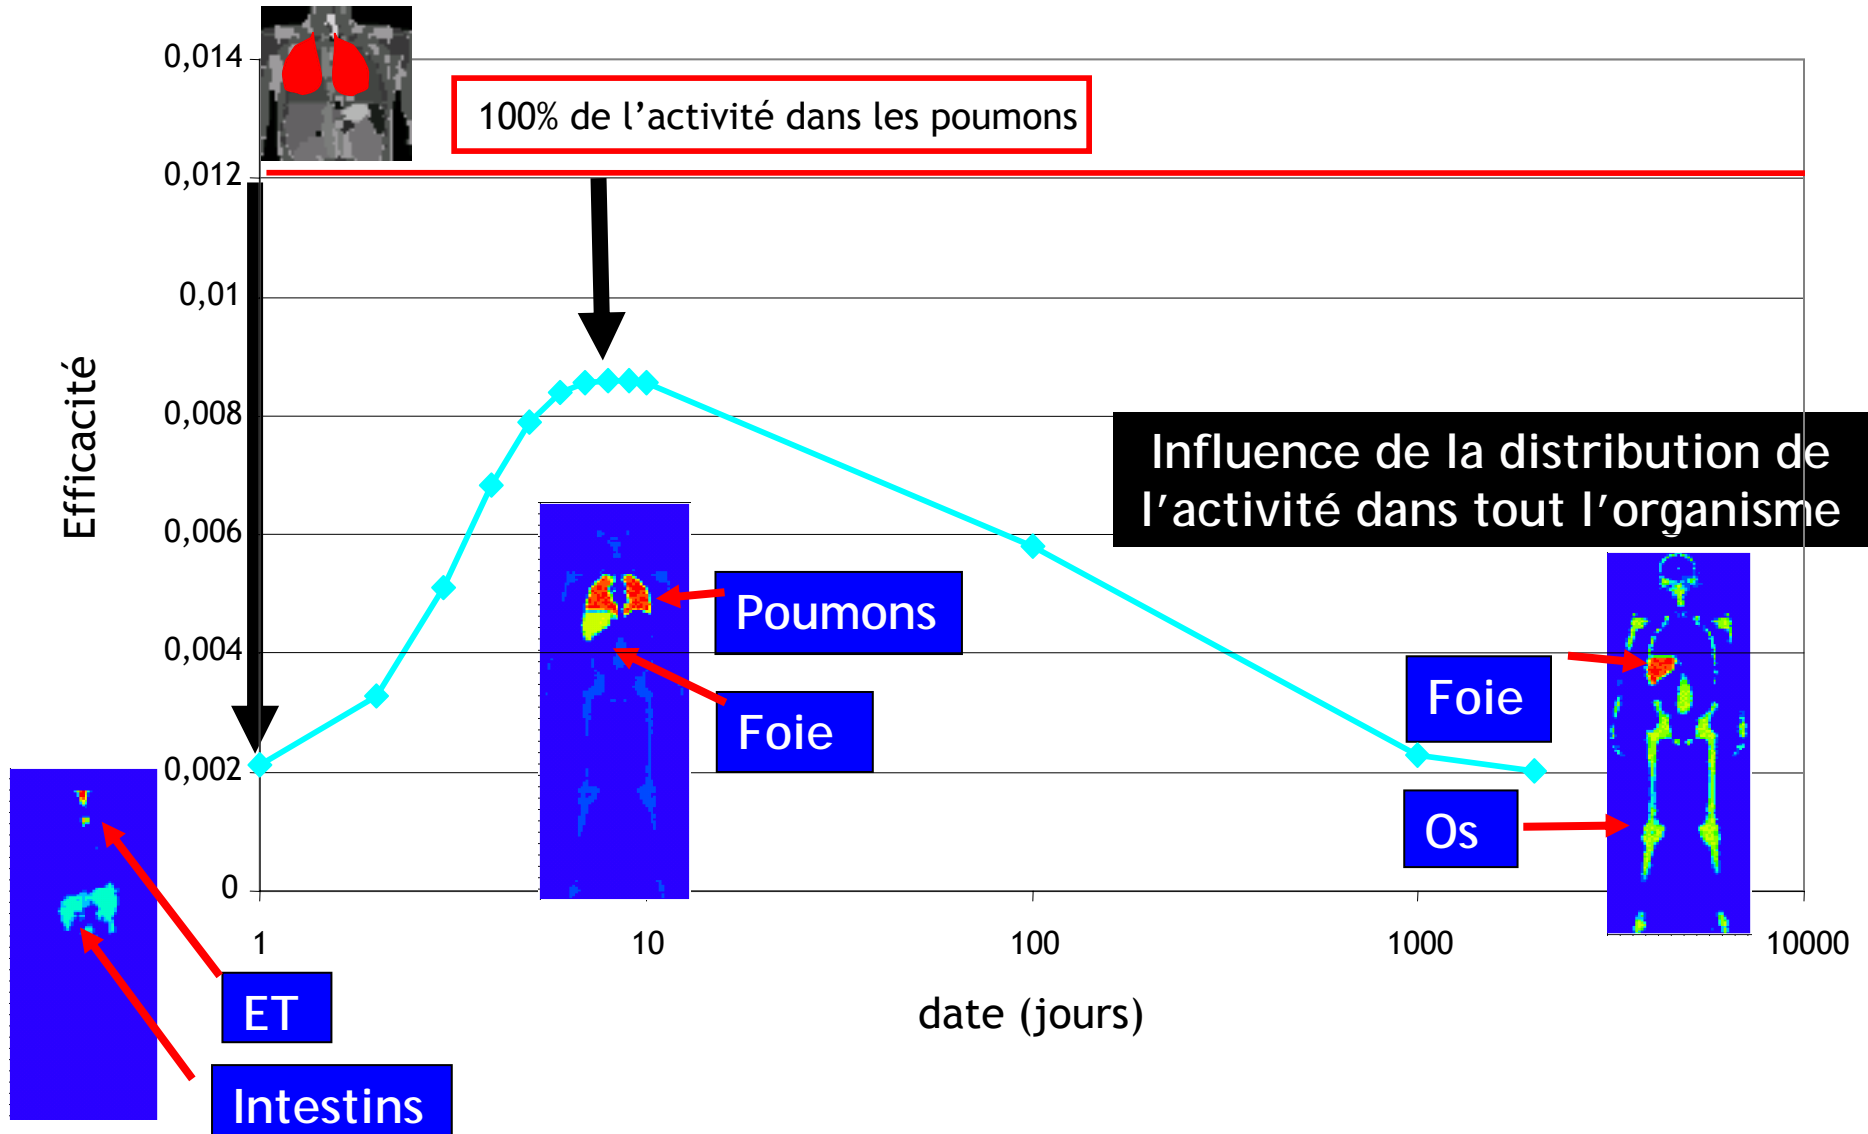 0,014
100% de l’activité dans les poumons
0,012
0,01
Efficacité
0,008
Influence de la distribution de
l’activité dans tout l’organisme
0,006
Poumons
0,004
Foie
Foie
0,002
Os
0
1
10
100
1000
10000
ET
date (jours)
Intestins